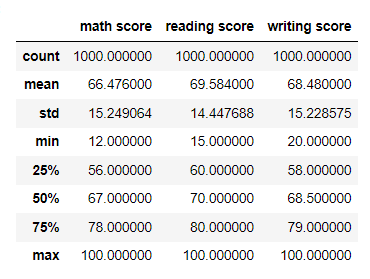 math score reading score writing score
count 1000.000000 1000.000000 1000.000000
mean 66.476000 69.584000 68.480000
std 15.249064 14.447688 15.228575
min 12.000000 15.000000 20.000000
25% 56.000000 60.000000 58.000000
50% 67.000000 70.000000 68.500000
75% 78.000000 80.000000 79.000000
max 100.000000 100.000000 100.000000